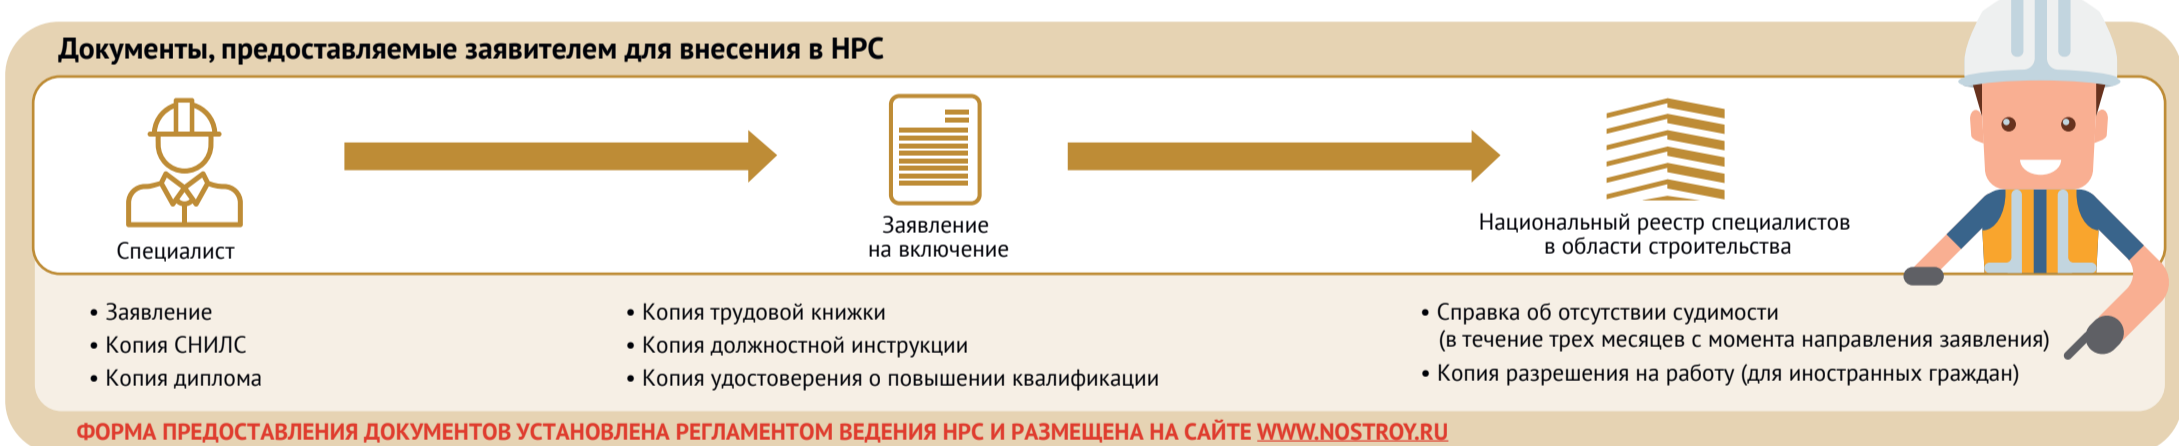 Документы, предоставляемые заявителем для внесения в НРС
Специалист
Заявление
на включение
Национальный реестр специалистов
в области строительства
• Заявление
• Копия СНИЛС
• Копия диплома
• Копия трудовой книжки
• Копия должностной инструкции
• Копия удостоверения о повышении квалификации
• Справка об отсутствии судимости
(в течение трех месяцев с момента направления заявления)
• Копия разрешения на работу (для иностранных граждан)
ФОРМА ПРЕДОСТАВЛЕНИЯ ДОКУМЕНТОВ УСТАНОВЛЕНА РЕГЛАМЕНТОМ ВЕДЕНИЯ НРС И РАЗМЕЩЕНА НА САЙТЕ WWW.NOSTROY.RU